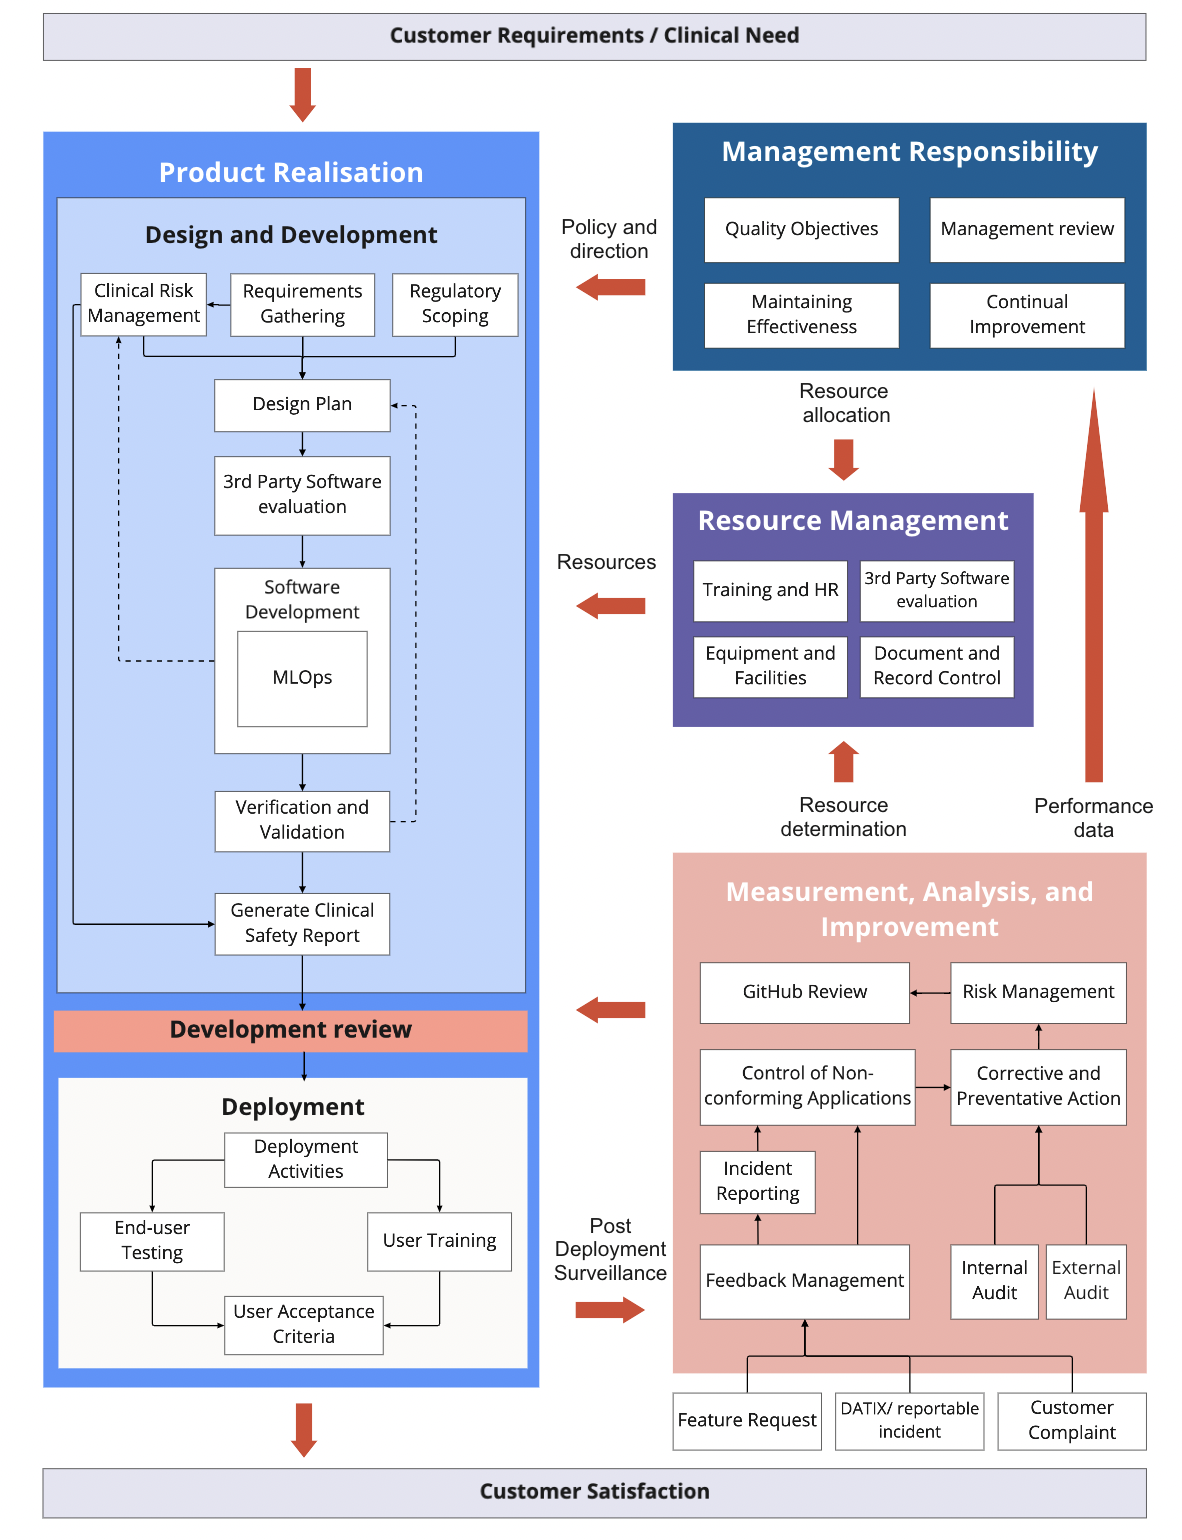 Customer Requirements / Clinical Need
Product Realisation
Design and Development
Clinical Risk
Management
Requirements
Gathering
Regulatory
Scoping
Design Plan
3rd Party Software
evaluation
Software
Development
MLOps
Verification and
Validation
Generate Clinical
Safety Report
Development review
Deployment
Deployment
Activities
End-user
Testing
User Training
User Acceptance
Criteria
Policy and
direction
Resources
Post
Deployment
Surveillance
Management Responsibility
Quality Objectives
Management review
Maintaining
Effectiveness
Continual
Improvement
Resource
allocation
Resource Management
Training and HR
3rd Party Software
evaluation
Equipment and
Facilities
Document and
Record Control
Resource
determination
Performance
data
Measurement, Analysis, and
Improvement
GitHub Review
Risk Management
Control of Non-
conforming Applications
Corrective and
Preventative Action
Incident
Reporting
Feedback Management
Internal
Audit
External
Audit
Feature Request
DATIX/ reportable
incident
Customer
Complaint
Customer Satisfaction